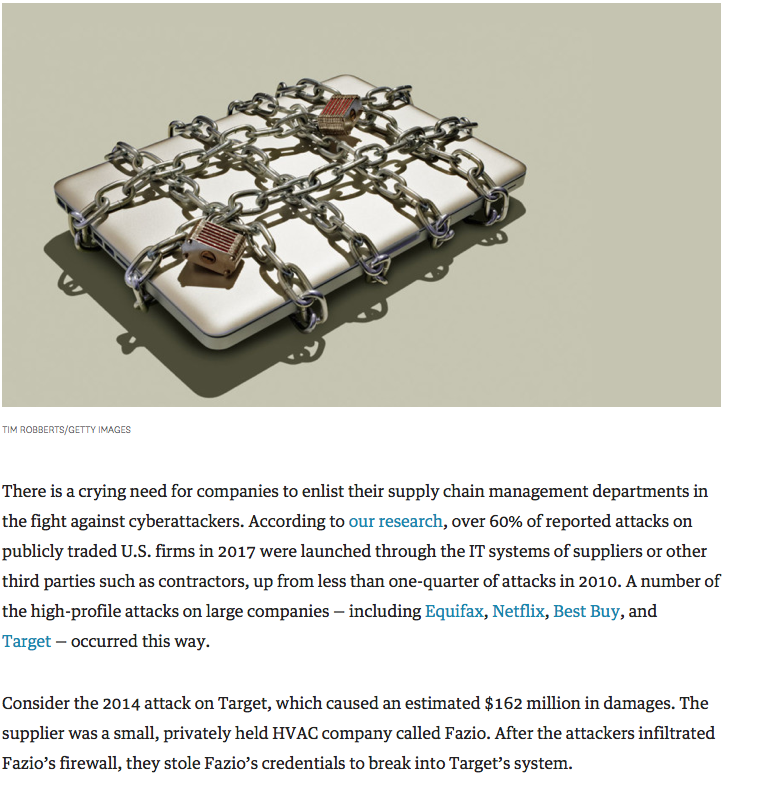 TIM ROBBERTS/GETTY IMAGES
There is a crying need for companies to enlist their supply chain management departments in
the fight against cyberattackers. According to our research, over 60% of reported attacks on
publicly traded U.S. firms in 2017 were launched through the IT systems of suppliers or other
third parties such as contractors, up from less than one-quarter of attacks in 2010. A number of
the high-profile attacks on large companies — including Equifax, Netflix, Best Buy, and
Target — occurred this way.
Consider the 2014 attack on Target, which caused an estimated $162 million in damages. The
supplier was a small, privately held HVAC company called Fazio. After the attackers infiltrated
Fazio’s firewall, they stole Fazio’s credentials to break into Target’s system.